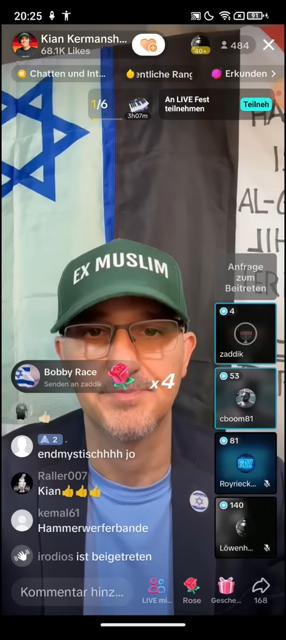 20:25
91
Kian Kermansh...
68.1K Likes
40+
484
Chatten und Int...
entliche Rang
Erkunden
1/6
3h07m
An LIVE Fest
teilnehmen
Teilneh
EX MUSLIM
Anfrage
zum
Beitreten
4
zaddik
53
cboom81
81
Royrieck...
140
Löwenh...
Bobby Race
Senden an zaddik
x4
2
.
endmystischhhh jo
Raller007
Kian👍👍👍
kemal61
Hammerwerferbande
irodios ist beigetreten
Kommentar hinz...
LIVE mi...
Rose
Gesche...
168